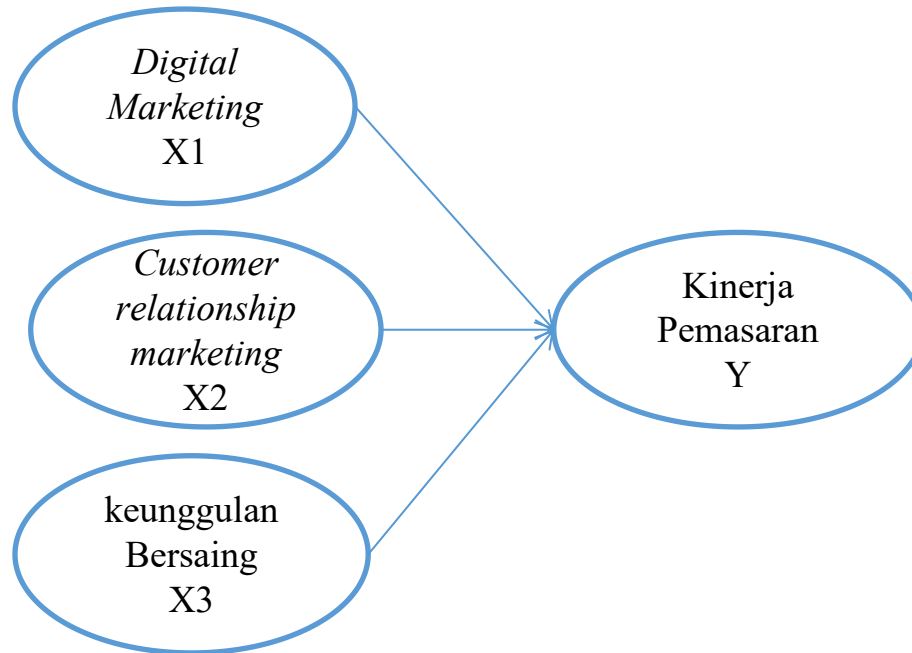 Digital
Marketing
X1
Customer
relationship
marketing
X2
Kinerja
Pemasaran
Y
keunggulan
Bersaing
X3